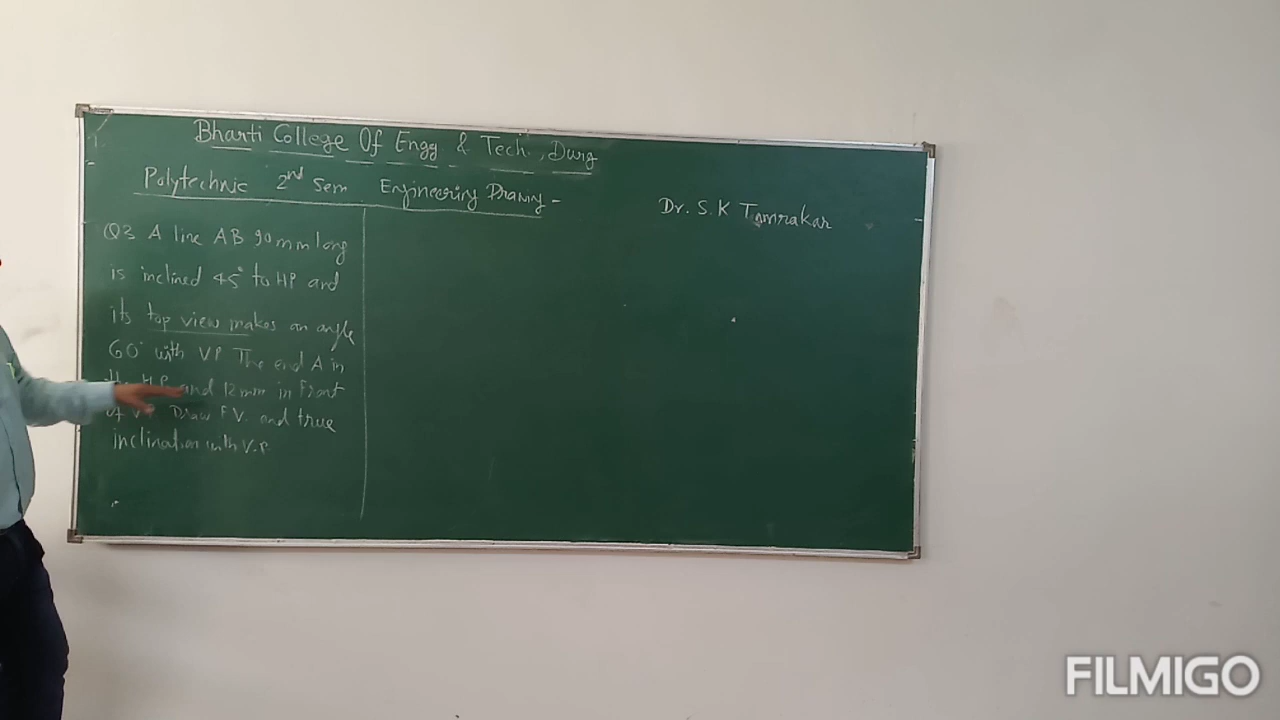 Bharti College Of Engg & Tech., Durg
Polytechnic 2nd Sem Engineering Drawing -
Dr. S.K Tamrakar
Q3 A line AB 90mm long
is inclined 45° to HP and
its top view makes an angle
60° with VP The end A in
the HP and 12mm in Front
of VP Draw F.V. and true
inclination with V.P.
FILMIGO